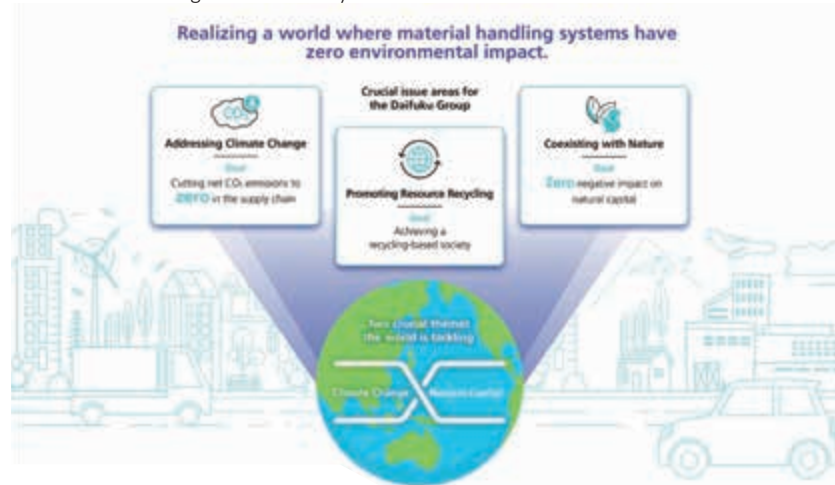 Realizing a world where material handling systems have
zero environmental impact.
Crucial issue areas for
the Daifuku Group
Addressing Climate Change
Goal
Cutting net CO₂ emissions to
zero in the supply chain
Promoting Resource Recycling
Goal
Achieving a
recycling-based society
Coexisting with Nature
Goal
Zero negative impact on
natural capital
Two crucial themes
the world is tackling
Climate Change
Natural Capital